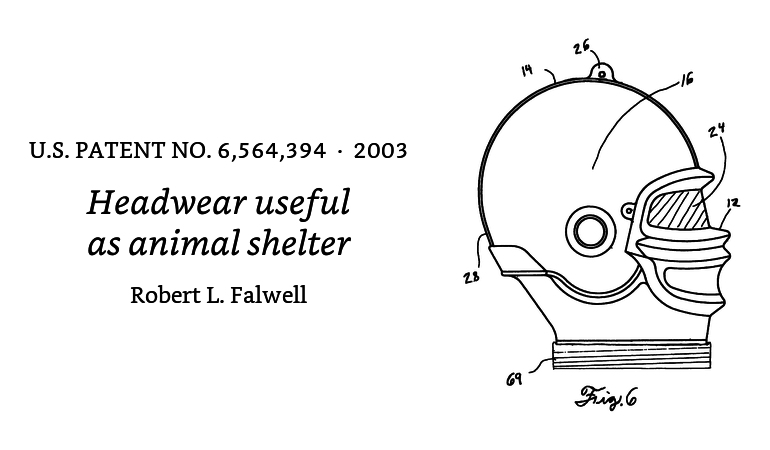 U.S. PATENT NO. 6,564,394 · 2003
Headwear useful
as animal shelter
Robert L. Falwell
26
14
16
24
12
28
69
Fig. 6